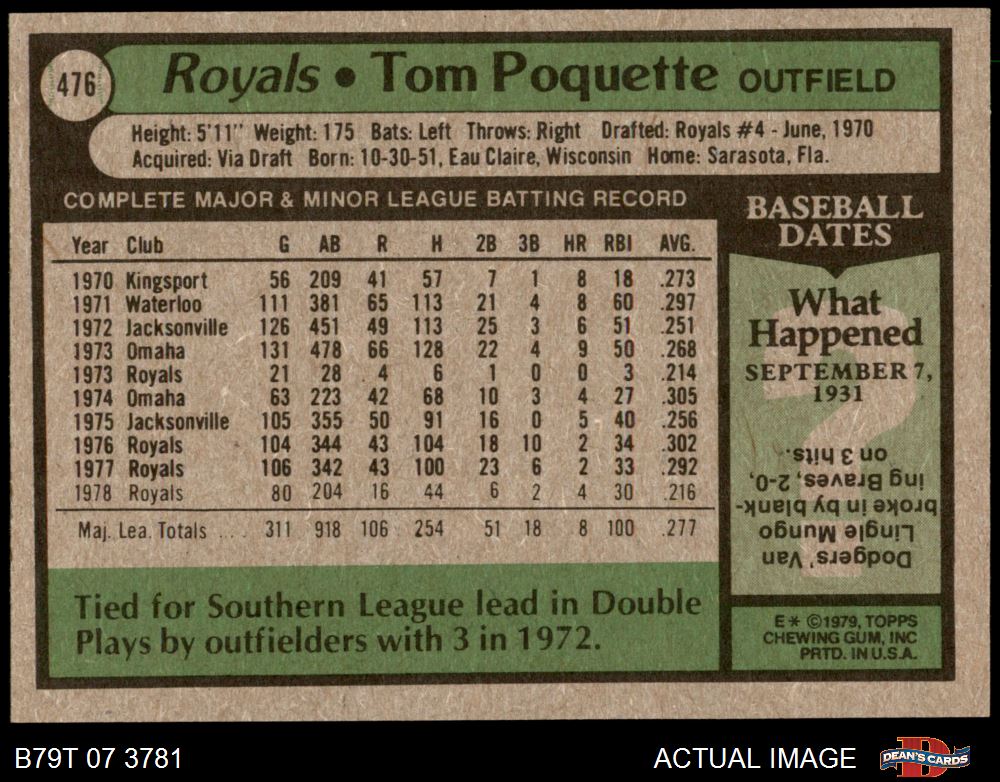 476
Royals • Tom Poquette OUTFIELD
Height: 5'11" Weight: 175 Bats: Left Throws: Right Drafted: Royals #4 - June, 1970
Acquired: Via Draft Born: 10-30-51, Eau Claire, Wisconsin Home: Sarasota, Fla.
COMPLETE MAJOR & MINOR LEAGUE BATTING RECORD
Year Club G AB R H 2B 3B HR RBI AVG.
1970 Kingsport 56 209 41 57 7 1 8 18 .273
1971 Waterloo 111 381 65 113 21 4 8 60 .297
1972 Jacksonville 126 451 49 113 25 3 6 51 .251
1973 Omaha 131 478 66 128 22 4 9 50 .268
1973 Royals 21 28 4 6 1 0 0 3 .214
1974 Omaha 63 223 42 68 10 3 4 27 .305
1975 Jacksonville 105 355 50 91 16 0 5 40 .256
1976 Royals 104 344 43 104 18 10 2 34 .302
1977 Royals 106 342 43 100 23 6 2 33 .292
1978 Royals 80 204 16 44 6 2 4 30 .216
Maj. Lea. Totals .... 311 918 106 254 51 18 8 100 .277
Tied for Southern League lead in Double
Plays by outfielders with 3 in 1972.
BASEBALL
DATES
What
Happened
SEPTEMBER 7,
1931
?
Dodgers' Van
Lingle Mungo
broke in by blank-
ing Braves, 2-0,
on 3 hits.
E * ©1979, TOPPS
CHEWING GUM, INC
PRTD. IN U.S.A.
B79T 07 3781
ACTUAL IMAGE
DEAN'S CARDS